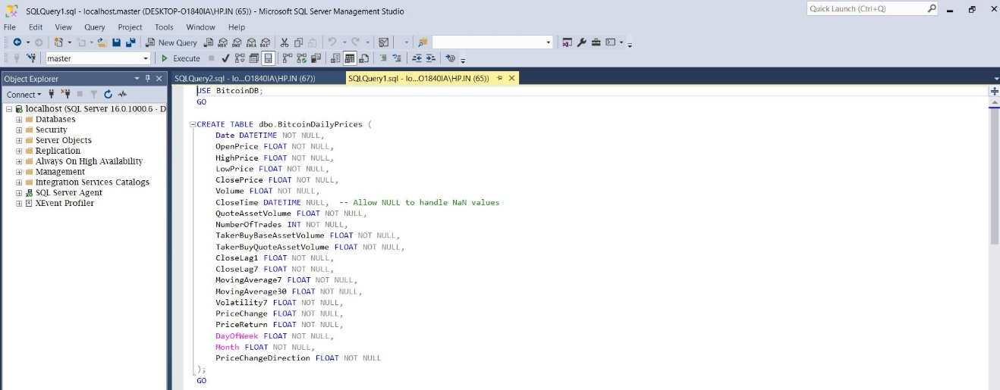 SQLQuery1.sql - localhost.master (DESKTOP-O1840IA\HP.IN (65)) - Microsoft SQL Server Management Studio
Quick Launch (Ctrl+Q)
File Edit View Query Project Tools Window Help
New Query
master
Execute
Object Explorer
SQLQuery2.sql - lo...O1840IA\HP.IN (67))
SQLQuery1.sql - lo...O1840IA\HP.IN (65))
Connect
localhost (SQL Server 16.0.1000.6 - D
Databases
Security
Server Objects
Replication
Always On High Availability
Management
Integration Services Catalogs
SQL Server Agent
XEvent Profiler
USE BitcoinDB;
GO
CREATE TABLE dbo.BitcoinDailyPrices (
Date DATETIME NOT NULL,
OpenPrice FLOAT NOT NULL,
HighPrice FLOAT NOT NULL,
LowPrice FLOAT NOT NULL,
ClosePrice FLOAT NOT NULL,
Volume FLOAT NOT NULL,
CloseTime DATETIME NULL, -- Allow NULL to handle NaN values
QuoteAssetVolume FLOAT NOT NULL,
NumberOfTrades INT NOT NULL,
TakerBuyBaseAssetVolume FLOAT NOT NULL,
TakerBuyQuoteAssetVolume FLOAT NOT NULL,
CloseLag1 FLOAT NOT NULL,
CloseLag7 FLOAT NOT NULL,
MovingAverage7 FLOAT NOT NULL,
MovingAverage30 FLOAT NOT NULL,
Volatility7 FLOAT NOT NULL,
PriceChange FLOAT NOT NULL,
PriceReturn FLOAT NOT NULL,
DayOfWeek FLOAT NOT NULL,
Month FLOAT NOT NULL,
PriceChangeDirection FLOAT NOT NULL
);
GO